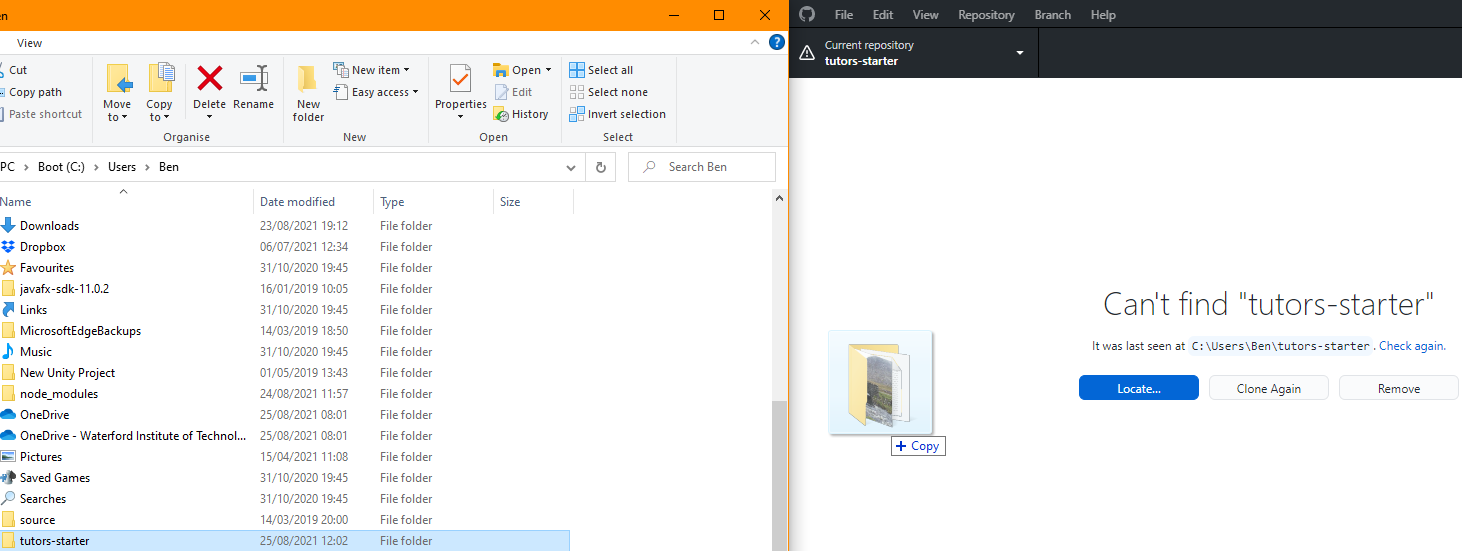 en
View
Cut
Copy path
Paste shortcut
Move to
Copy to
Delete
Rename
Organise
New folder
New item
Easy access
New
Properties
Open
Edit
History
Open
Select all
Select none
Invert selection
Select
PC > Boot (C:) > Users > Ben
Search Ben
Name Date modified Type Size
Downloads 23/08/2021 19:12 File folder
Dropbox 06/07/2021 12:34 File folder
Favourites 31/10/2020 19:45 File folder
javafx-sdk-11.0.2 16/01/2019 10:05 File folder
Links 31/10/2020 19:45 File folder
MicrosoftEdgeBackups 14/03/2019 18:50 File folder
Music 31/10/2020 19:45 File folder
New Unity Project 01/05/2019 13:43 File folder
node_modules 24/08/2021 11:57 File folder
OneDrive 25/08/2021 08:01 File folder
OneDrive - Waterford Institute of Technol... 25/08/2021 08:01 File folder
Pictures 15/04/2021 11:08 File folder
Saved Games 31/10/2020 19:45 File folder
Searches 31/10/2020 19:45 File folder
source 14/03/2019 20:00 File folder
tutors-starter 25/08/2021 12:02 File folder
File Edit View Repository Branch Help
Current repository
tutors-starter
Can't find "tutors-starter"
It was last seen at C:\Users\Ben\tutors-starter. Check again.
Locate... Clone Again Remove
+ Copy